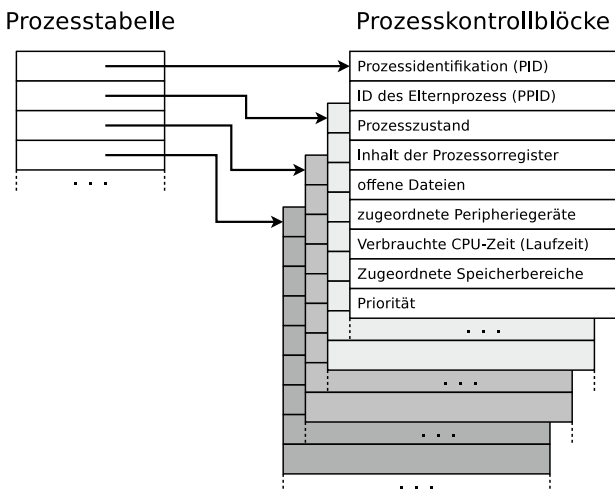 Prozesstabelle
Prozesskontrollblöcke
Prozessidentifikation (PID)
ID des Elternprozess (PPID)
Prozesszustand
Inhalt der Prozessorregister
offene Dateien
zugeordnete Peripheriegeräte
Verbrauchte CPU-Zeit (Laufzeit)
Zugeordnete Speicherbereiche
Priorität
. . .
. . .
. . .
. . .
. . .